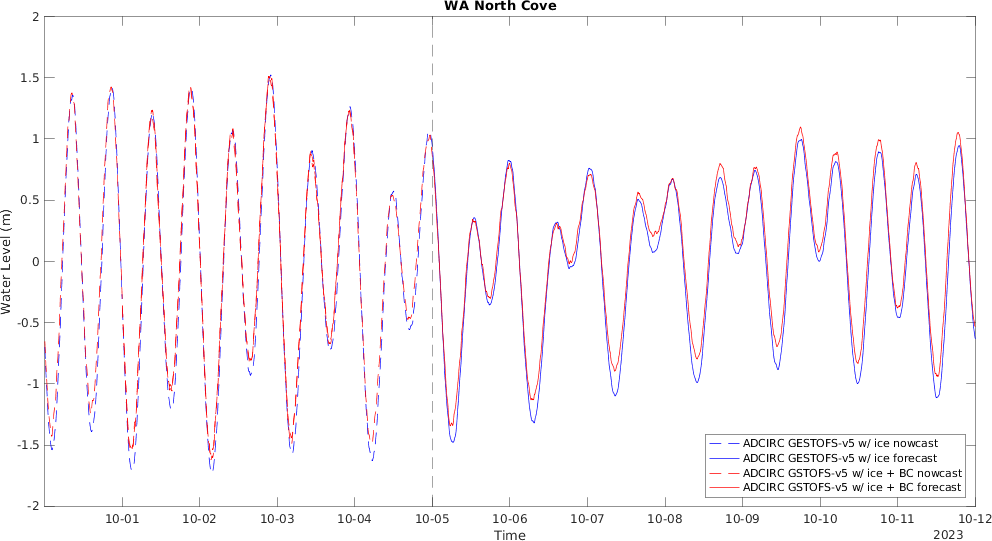 WA North Cove
2
1.5
1
0.5
0
-0.5
-1
-1.5
-2
Water Level (m)
ADCIRC GESTOFS-v5 w/ ice nowcast
ADCIRC GESTOFS-v5 w/ ice forecast
ADCIRC GSTOFS-v5 w/ ice + BC nowcast
ADCIRC GSTOFS-v5 w/ ice + BC forecast
10-01 10-02 10-03 10-04 10-05 10-06 10-07 10-08 10-09 10-10 10-11 10-12
Time
2023